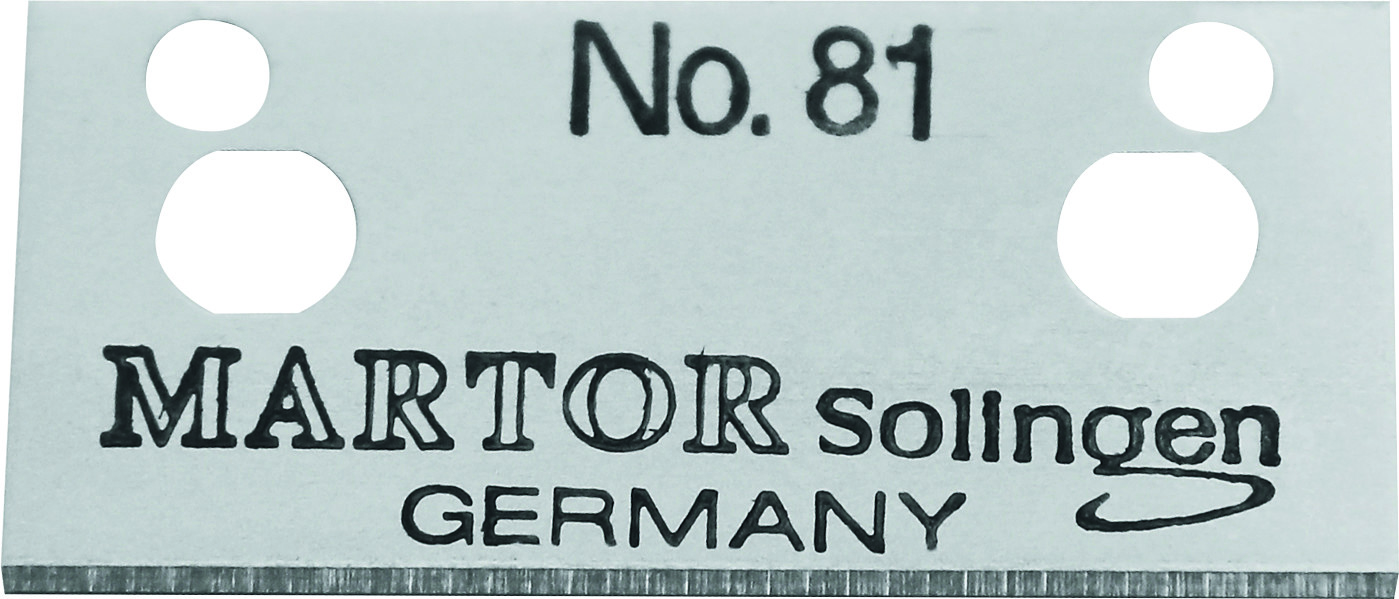 No. 81
MARTOR Solingen
GERMANY